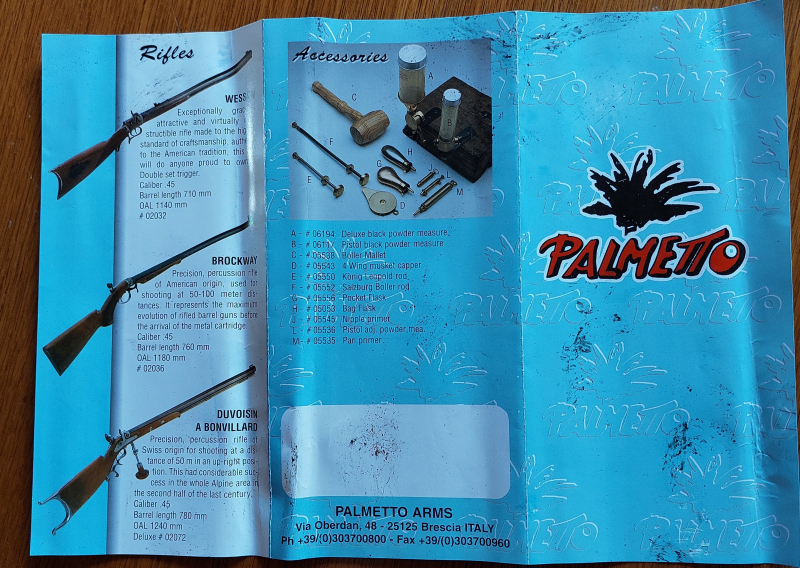 Rifles
WESS
Exceptionally
attractive and virtually
structible rifle made to the
standard of craftsmanship,
to the American tradition, this
will do anyone proud to own.
Double set trigger.
Caliber .45
Barrel length 710 mm
OAL 1140 mm
# 02032
BROCKWAY
Precision, percussion rifle
of American origin, used for
shooting at 50-100 meter dis-
tances. It represents the maximum
evolution of rifled barrel guns before
the arrival of the metal cartridge.
Caliber .45
Barrel length 760 mm
OAL 1180 mm
# 02036
DUVOISIN
A BONVILLARD
Precision, percussion rifle of
Swiss origin for shooting at a dis-
tance of 50 m in an up-right posi-
tion. This had considerable suc-
cess in the whole Alpine area in
the second half of the last century.
Caliber .45
Barrel length 780 mm
OAL 1240 mm
Deluxe # 02072
Accessories
A
B
C
F
H
G
E
J
L
M
D
A - # 06194 Deluxe black powder measure.
B - # 06117 Pistol black powder measure
C - # 05538 Boller Mallet
D - # 05543 4 Wing musket capper
E - # 05550 König Leopold rod
F - # 05552 Salzburg Boller rod
G - # 05556 Pocket Flask
H - # 05053 Bag Flask
J - # 05545 Nipple primer
L - # 05536 Pistol adj. powder mea.
M - # 05535 Pan primer.
PALMETTO ARMS
Via Oberdan, 48 - 25125 Brescia ITALY
Ph +39/(0)303700800 - Fax +39/(0)303700960
PALMETTO